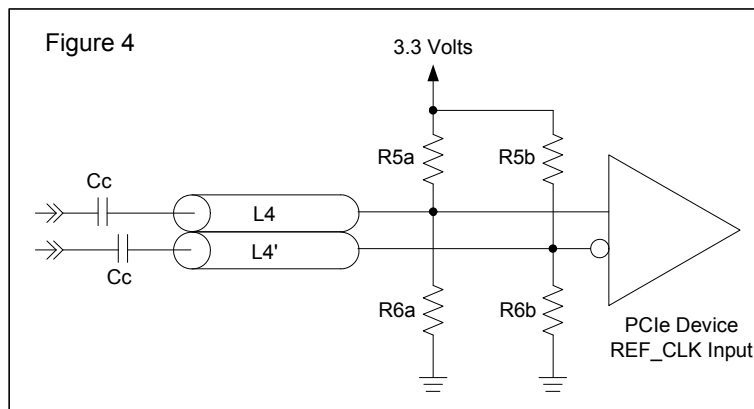 Figure 4
3.3 Volts
R5a
R5b
Cc
L4
L4'
Cc
R6a
R6b
PCIe Device
REF_CLK Input